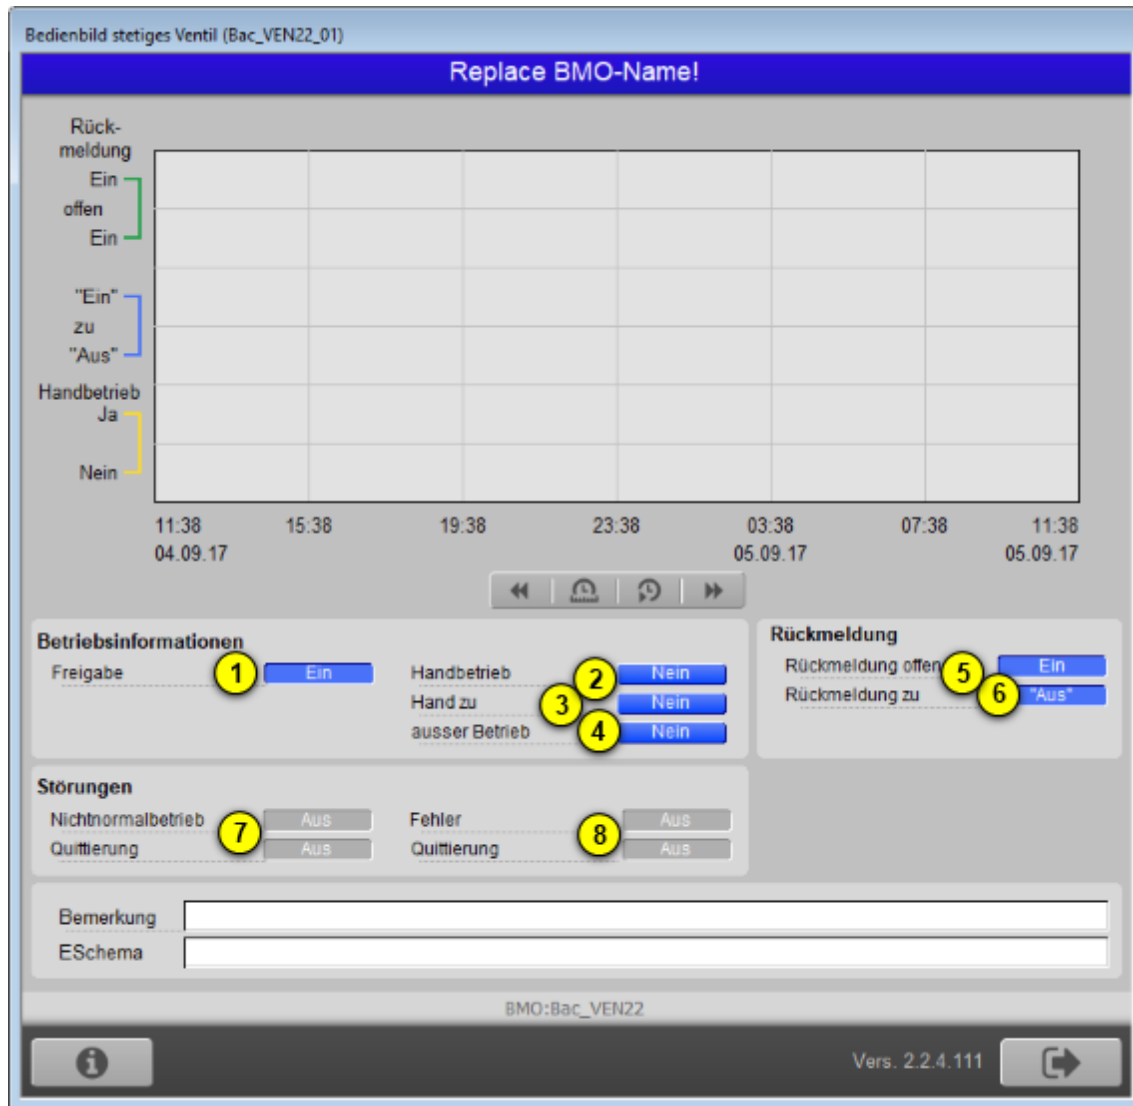 Bedienbild stetiges Ventil (Bac_VEN22_01)
Replace BMO-Name!
Rück-
meldung
Ein
offen
Ein
"Ein"
zu
"Aus"
Handbetrieb
Ja
Nein
11:38 15:38 19:38 23:38 03:38 07:38 11:38
04.09.17 05.09.17 05.09.17
Betriebsinformationen
Freigabe 1 Ein
Handbetrieb 2 Nein
Hand zu 3 Nein
ausser Betrieb 4 Nein
Rückmeldung
Rückmeldung offen 5 Ein
Rückmeldung zu 6 "Aus"
Störungen
Nichtnormalbetrieb 7 Aus
Quittierung Aus
Fehler 8 Aus
Quittierung Aus
Bemerkung
ESchema
BMO:Bac_VEN22
Vers. 2.2.4.111